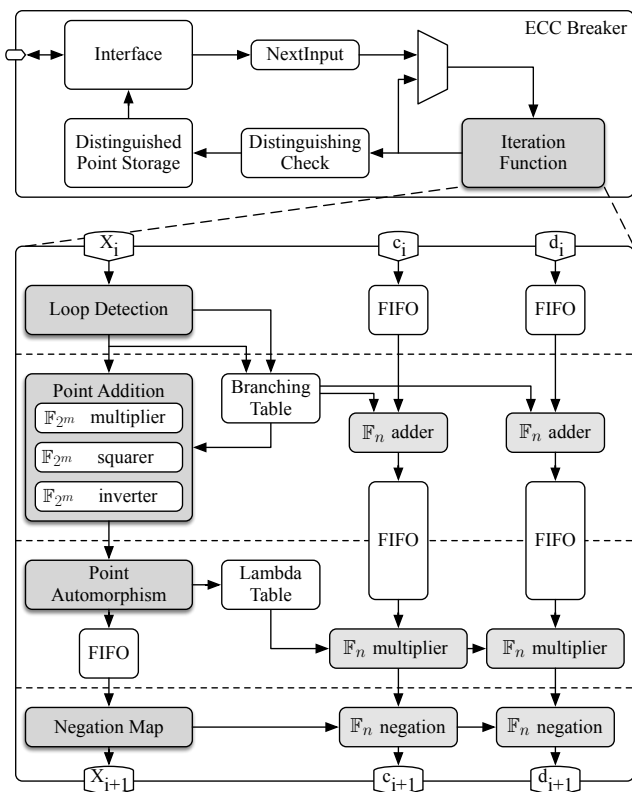 ECC Breaker
Interface
NextInput
Distinguished
Point Storage
Distinguishing
Check
Iteration
Function
X_i
c_i
d_i
Loop Detection
FIFO
FIFO
Point Addition
𝔽_{2^m} multiplier
𝔽_{2^m} squarer
𝔽_{2^m} inverter
Branching
Table
𝔽_n adder
𝔽_n adder
FIFO
FIFO
Point
Automorphism
Lambda
Table
FIFO
𝔽_n multiplier
𝔽_n multiplier
Negation Map
𝔽_n negation
𝔽_n negation
X_{i+1}
c_{i+1}
d_{i+1}